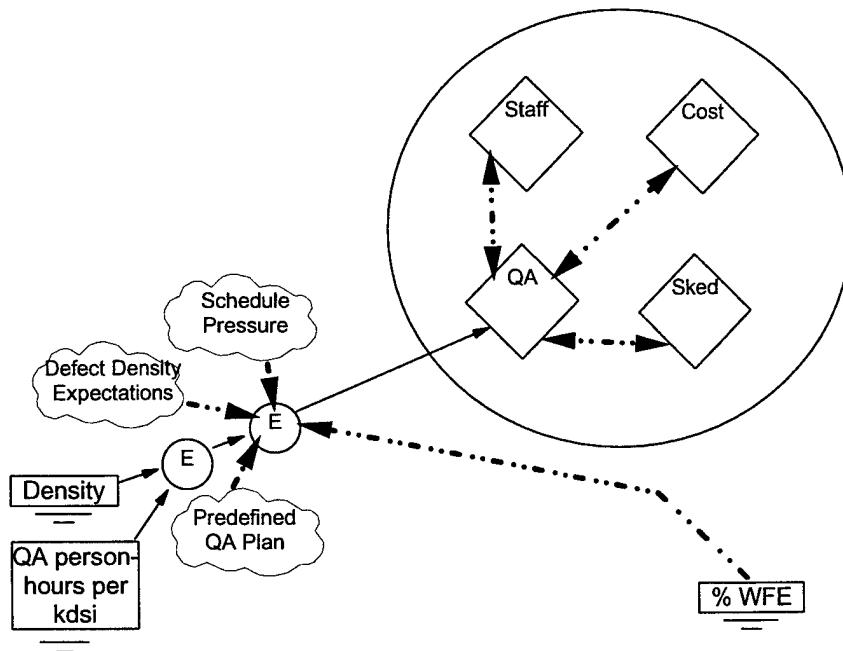 Staff
Cost
QA
Sked
Schedule
Pressure
Defect Density
Expectations
E
E
Density
Predefined
QA Plan
QA person-
hours per
kdsi
% WFE